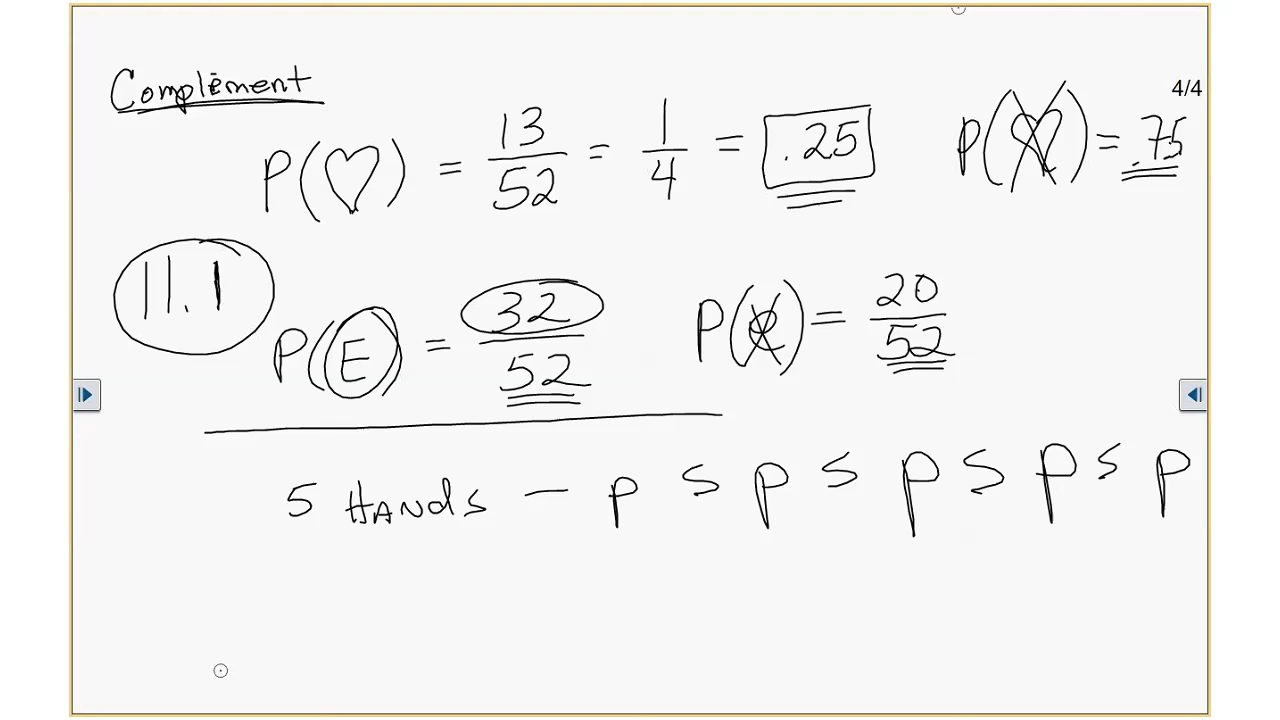 Complement
4/4
P(♡) = 13/52 = 1/4 = .25 P(♡) = .75
11.1
P(E) = 32/52 P(e) = 20/52
5 HANDS — P S P S P S P S P